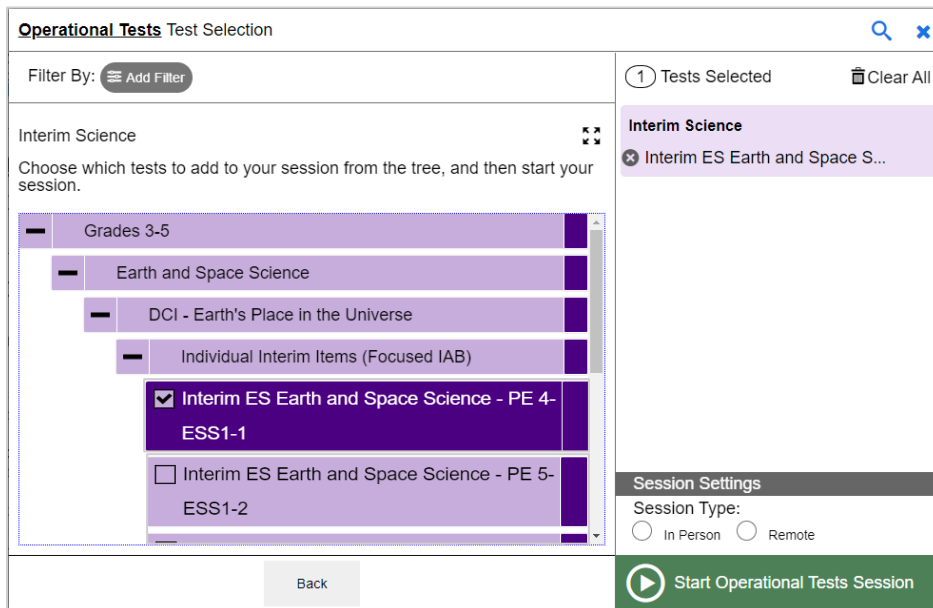 Operational Tests Test Selection
Filter By: Add Filter
1 Tests Selected
Clear All
Interim Science
Choose which tests to add to your session from the tree, and then start your
session.
Grades 3-5
Earth and Space Science
DCI - Earth's Place in the Universe
Individual Interim Items (Focused IAB)
Interim ES Earth and Space Science - PE 4-
ESS1-1
Interim ES Earth and Space Science - PE 5-
ESS1-2
Back
Interim Science
Interim ES Earth and Space S...
Session Settings
Session Type:
In Person Remote
Start Operational Tests Session